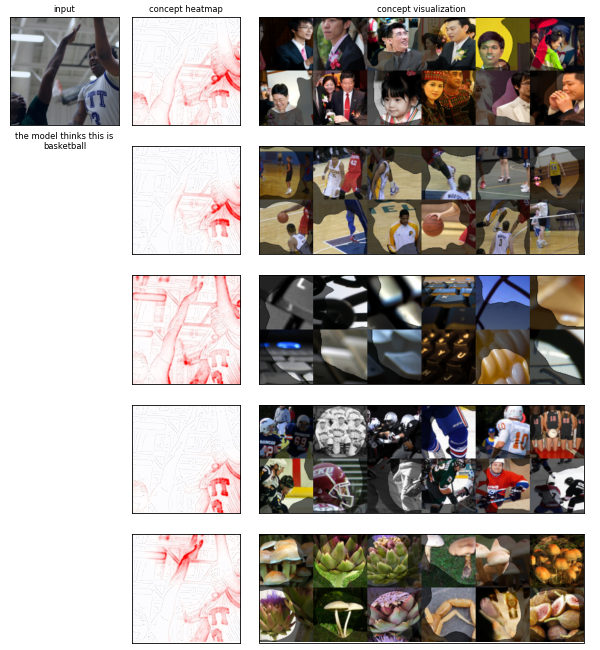 input
concept heatmap
concept visualization
the model thinks this is
basketball